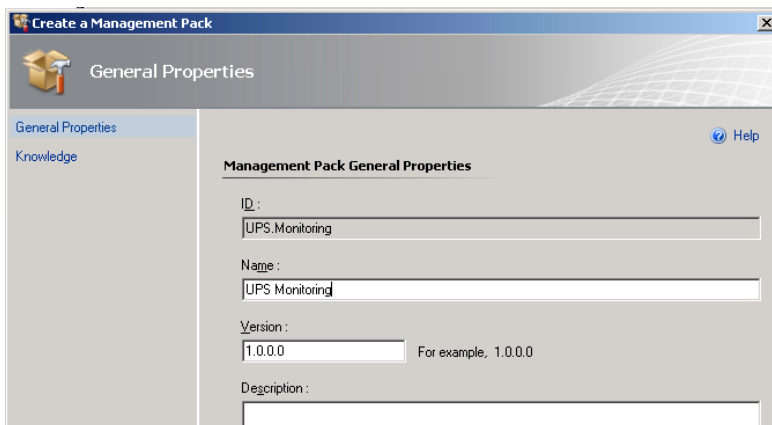 Create a Management Pack
General Properties
General Properties
Knowledge
Help
Management Pack General Properties
ID :
UPS.Monitoring
Name :
UPS Monitoring
Version :
1.0.0.0 For example, 1.0.0.0
Description :